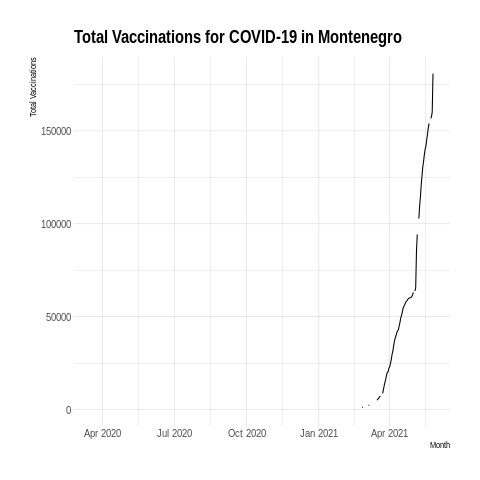 Total Vaccinations for COVID-19 in Montenegro
Total Vaccinations
150000
100000
50000
0
Apr 2020 Jul 2020 Oct 2020 Jan 2021 Apr 2021
Month